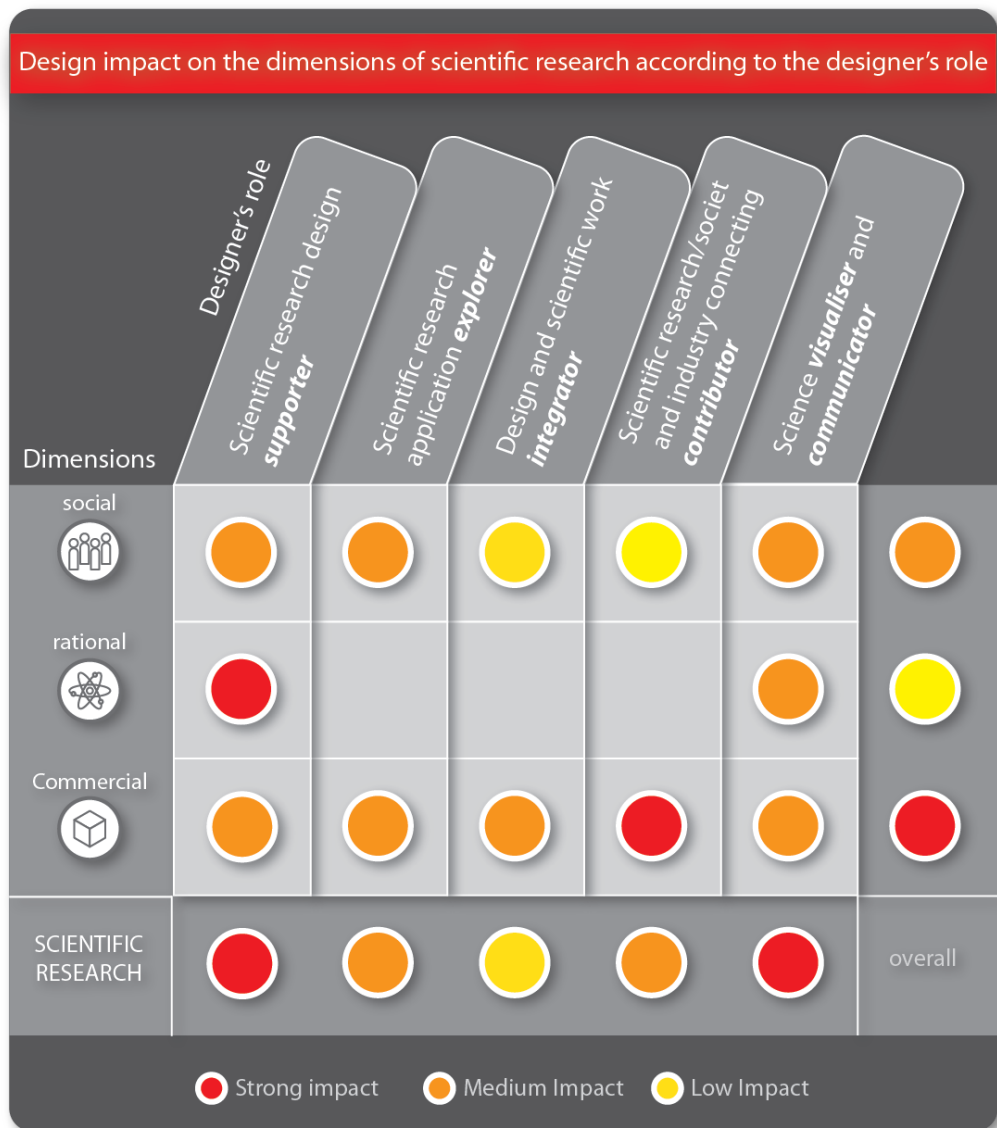 Design impact on the dimensions of scientific research according to the designer's role
Designer's role
Scientific research design
supporter
Scientific research
application explorer
Design and scientific work
integrator
Scientific research/societ
and industry connecting
contributor
Science visualiser and
communicator
Dimensions
social
rational
Commercial
SCIENTIFIC
RESEARCH
overall
Strong impact
Medium Impact
Low Impact